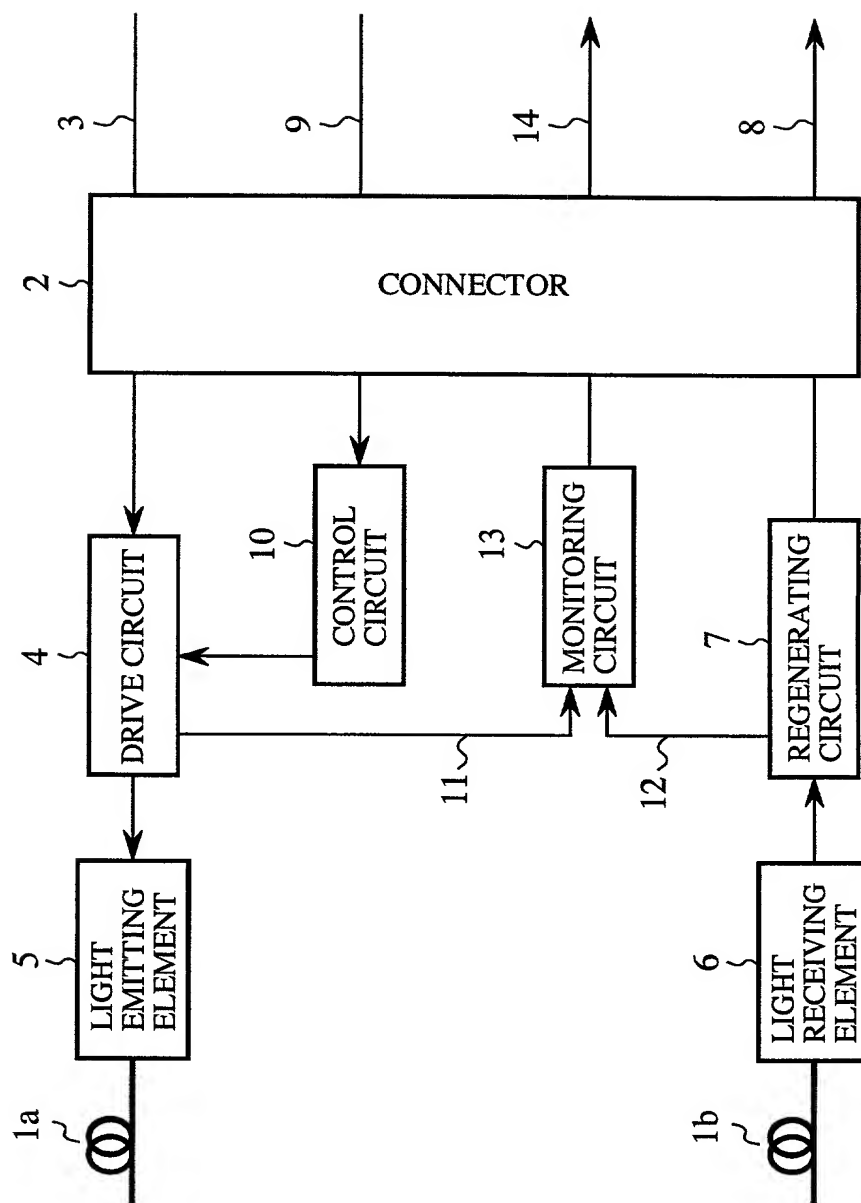 1a
5
LIGHT
EMITTING
ELEMENT
4
DRIVE CIRCUIT
2
CONNECTOR
3
10
CONTROL
CIRCUIT
9
11
13
MONITORING
CIRCUIT
14
12
1b
6
LIGHT
RECEIVING
ELEMENT
7
REGENERATING
CIRCUIT
8